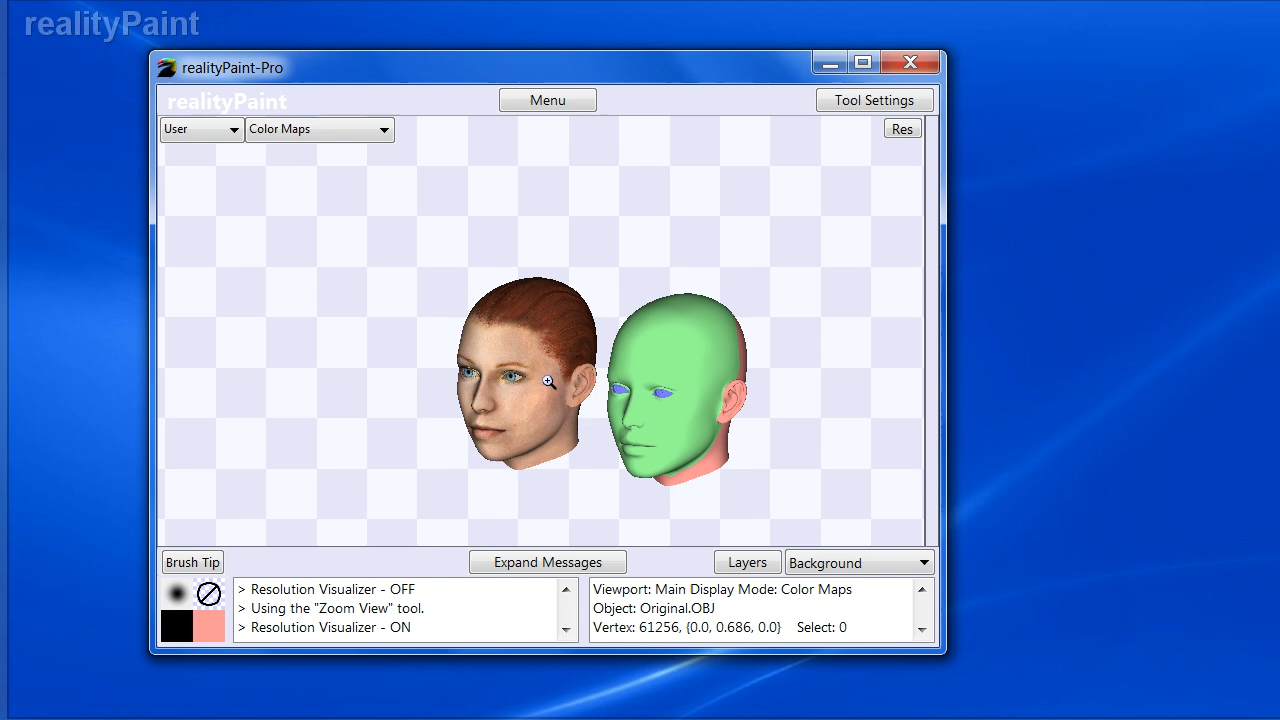 realityPaint
realityPaint-Pro
realityPaint
Menu
Tool Settings
User
Color Maps
Res
Brush Tip
Expand Messages
Layers
Background
> Resolution Visualizer - OFF
> Using the "Zoom View" tool.
> Resolution Visualizer - ON
Viewport: Main Display Mode: Color Maps
Object: Original.OBJ
Vertex: 61256, {0.0, 0.686, 0.0} Select: 0